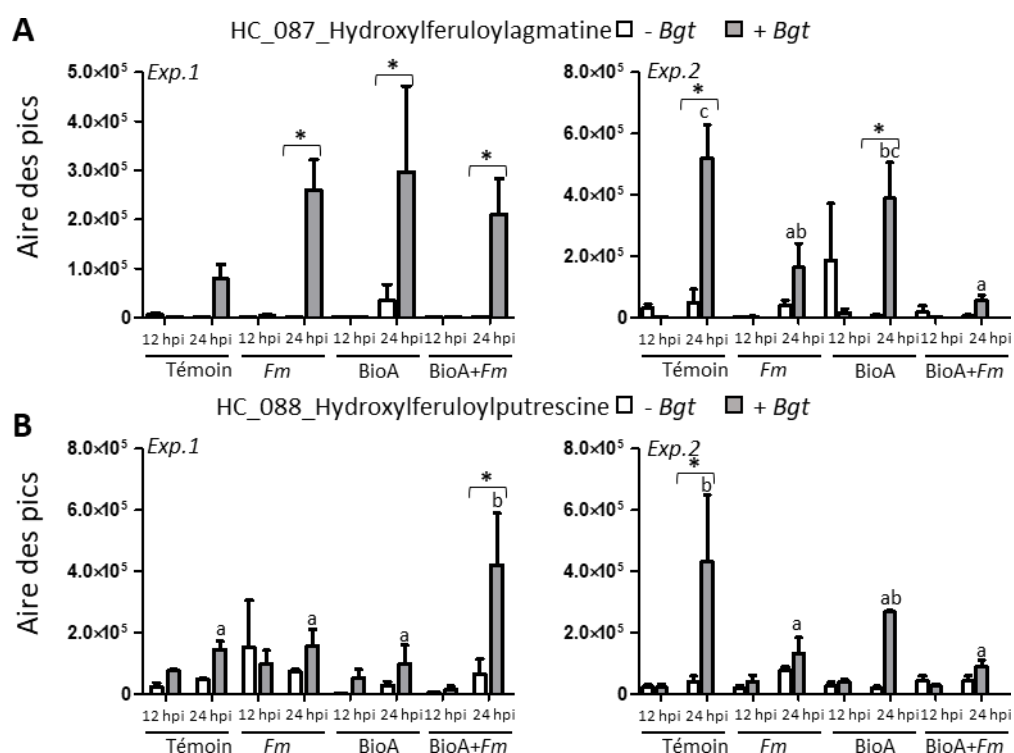 A
HC_087_Hydroxylferuloylagmatine - Bgt + Bgt
Aire des pics
Exp.1
5.0×10⁵
4.0×10⁵
3.0×10⁵
2.0×10⁵
1.0×10⁵
0
* * *
12 hpi 24 hpi 12 hpi 24 hpi 12 hpi 24 hpi 12 hpi 24 hpi
Témoin Fm BioA BioA+Fm
Exp.2
8.0×10⁵
6.0×10⁵
4.0×10⁵
2.0×10⁵
0
* *
c ab bc a
12 hpi 24 hpi 12 hpi 24 hpi 12 hpi 24 hpi 12 hpi 24 hpi
Témoin Fm BioA BioA+Fm
B
HC_088_Hydroxylferuloylputrescine - Bgt + Bgt
Aire des pics
Exp.1
8.0×10⁵
6.0×10⁵
4.0×10⁵
2.0×10⁵
0
*
a a a b
12 hpi 24 hpi 12 hpi 24 hpi 12 hpi 24 hpi 12 hpi 24 hpi
Témoin Fm BioA BioA+Fm
Exp.2
8.0×10⁵
6.0×10⁵
4.0×10⁵
2.0×10⁵
0
*
b a ab a
12 hpi 24 hpi 12 hpi 24 hpi 12 hpi 24 hpi 12 hpi 24 hpi
Témoin Fm BioA BioA+Fm